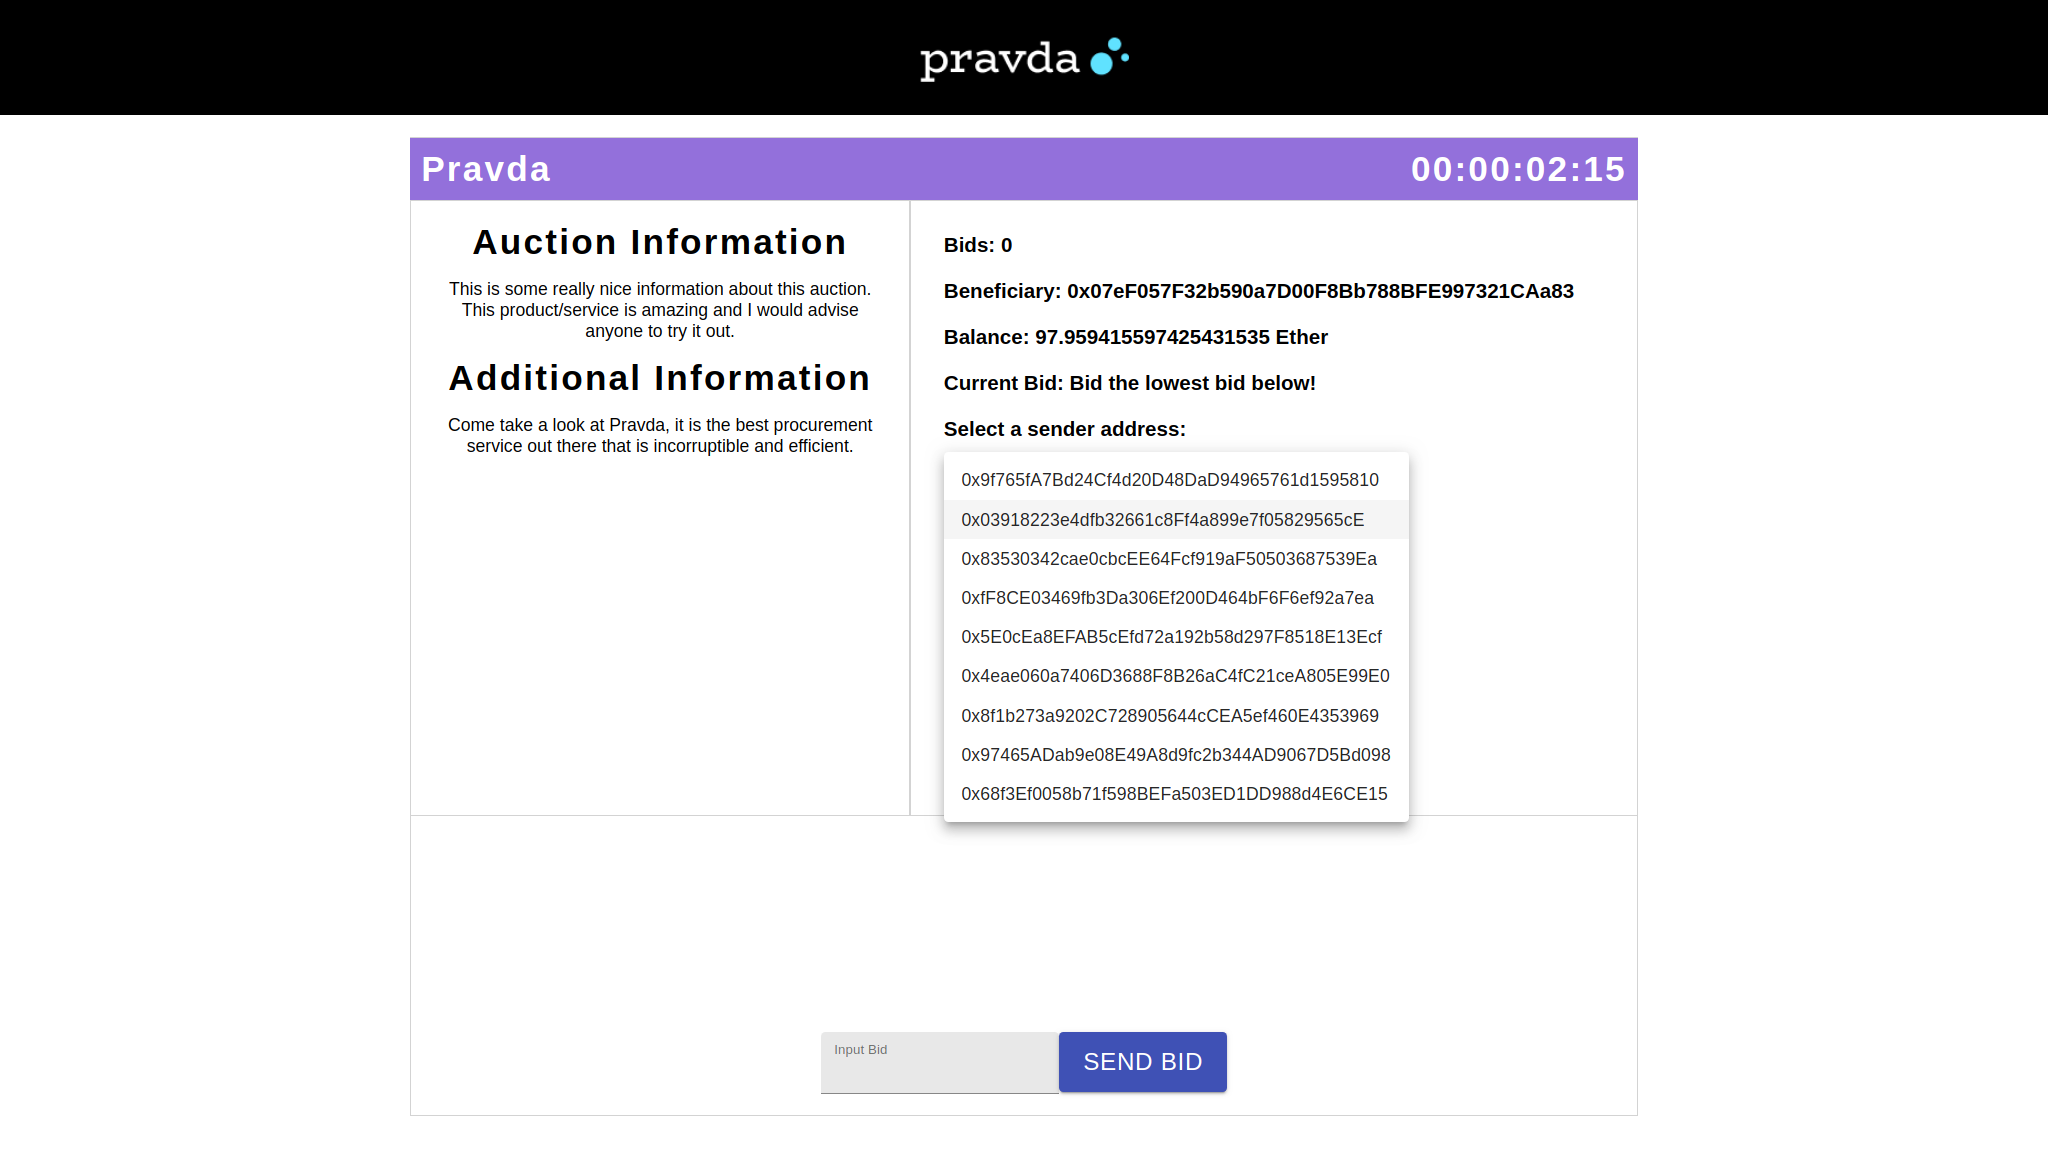 pravda
Pravda
00:00:02:15
Auction Information
This is some really nice information about this auction.
This product/service is amazing and I would advise
anyone to try it out.
Additional Information
Come take a look at Pravda, it is the best procurement
service out there that is incorruptible and efficient.
Bids: 0
Beneficiary: 0x07eF057F32b590a7D00F8Bb788BFE997321CAa83
Balance: 97.959415597425431535 Ether
Current Bid: Bid the lowest bid below!
Select a sender address:
0x9f765fA7Bd24Cf4d20D48DaD94965761d1595810
0x03918223e4dfb32661c8Ff4a899e7f05829565cE
0x83530342cae0cbcEE64Fcf919aF50503687539Ea
0xfF8CE03469fb3Da306Ef200D464bF6F6ef92a7ea
0x5E0cEa8EFAB5cEfd72a192b58d297F8518E13Ecf
0x4eae060a7406D3688F8B26aC4fC21ceA805E99E0
0x8f1b273a9202C728905644cCEA5ef460E4353969
0x97465ADab9e08E49A8d9fc2b344AD9067D5Bd098
0x68f3Ef0058b71f598BEFa503ED1DD988d4E6CE15
Input Bid
SEND BID